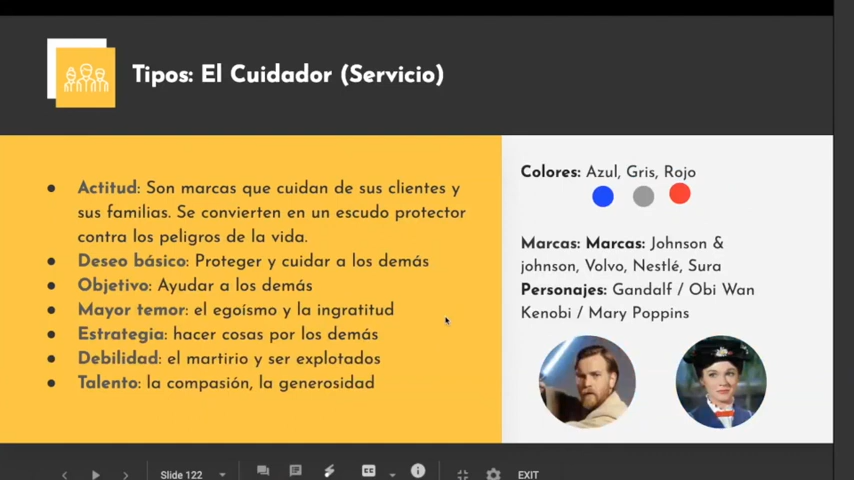 Tipos: El Cuidador (Servicio)
● Actitud: Son marcas que cuidan de sus clientes y
sus familias. Se convierten en un escudo protector
contra los peligros de la vida.
● Deseo básico: Proteger y cuidar a los demás
● Objetivo: Ayudar a los demás
● Mayor temor: el egoísmo y la ingratitud
● Estrategia: hacer cosas por los demás
● Debilidad: el martirio y ser explotados
● Talento: la compasión, la generosidad
Colores: Azul, Gris, Rojo
Marcas: Marcas: Johnson &
johnson, Volvo, Nestlé, Sura
Personajes: Gandalf / Obi Wan
Kenobi / Mary Poppins
Slide 122
CC
EXIT